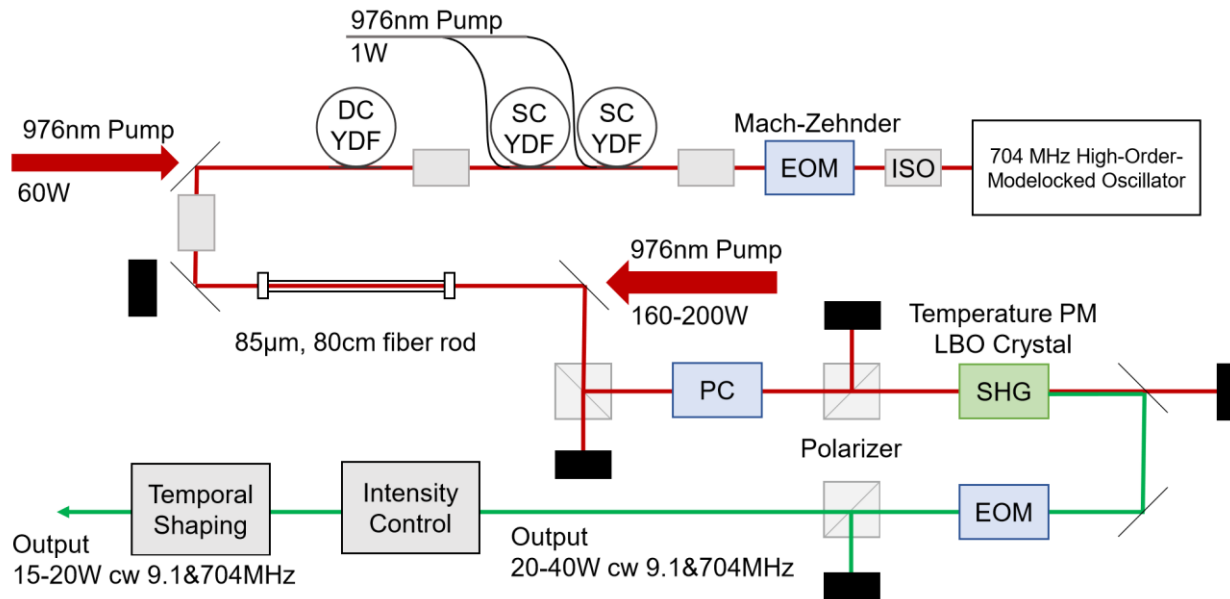 976nm Pump
1W
DC
YDF
SC
YDF
SC
YDF
976nm Pump
60W
Mach-Zehnder
EOM
ISO
704 MHz High-Order-
Modelocked Oscillator
976nm Pump
160-200W
85µm, 80cm fiber rod
Temperature PM
LBO Crystal
PC
SHG
Polarizer
EOM
Temporal
Shaping
Intensity
Control
Output
15-20W cw 9.1&704MHz
Output
20-40W cw 9.1&704MHz